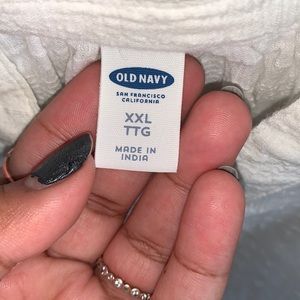 OLD NAVY
SAN FRANCISCO
CALIFORNIA
XXL
TTG
MADE IN
INDIA